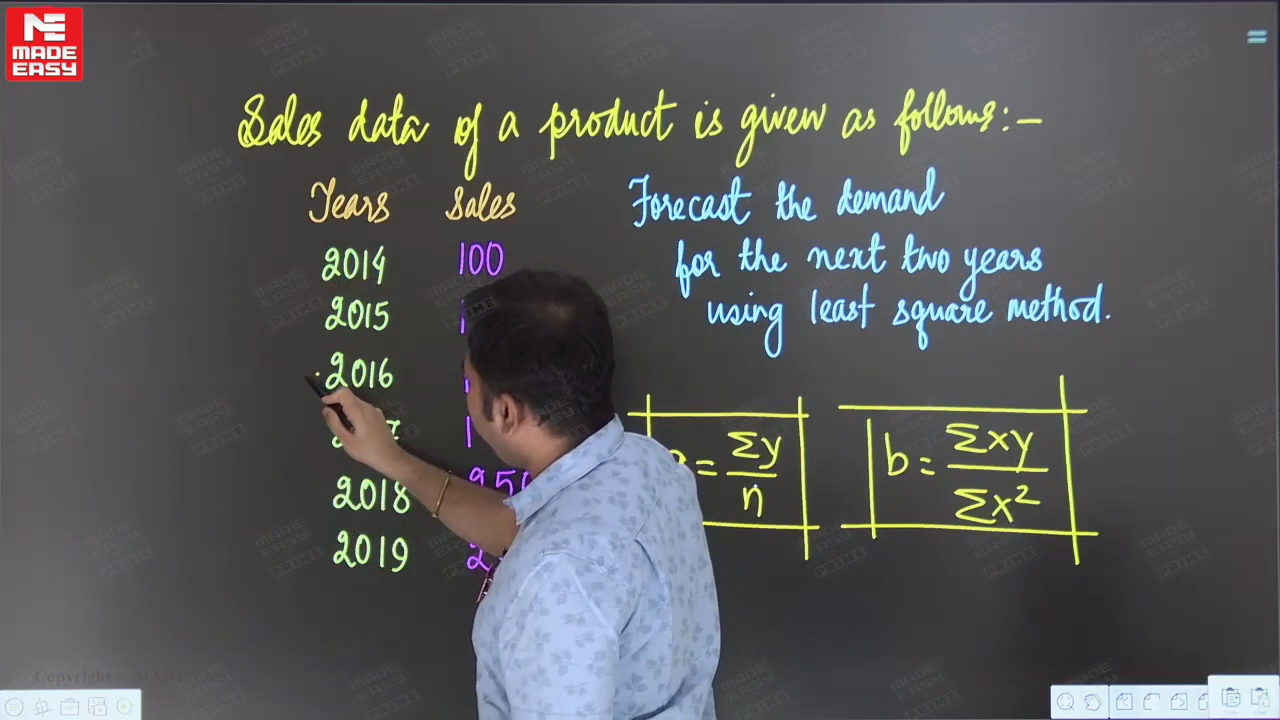 ME
MADE
EASY
Sales data of a product is given as follows:-
Years Sales
2014 100
2015
2016
2018
2019
Forecast the demand
for the next two years
using least square method.
= Σy / n
b = Σxy / Σx²